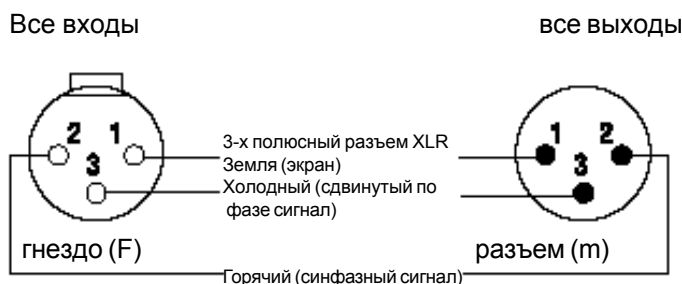 Все входы
все выходы
2 1
3
1 2
3
3-х полюсный разъем XLR
Земля (экран)
Холодный (сдвинутый по
фазе сигнал)
гнездо (F)
разъем (m)
Горячий (синфазный сигнал)